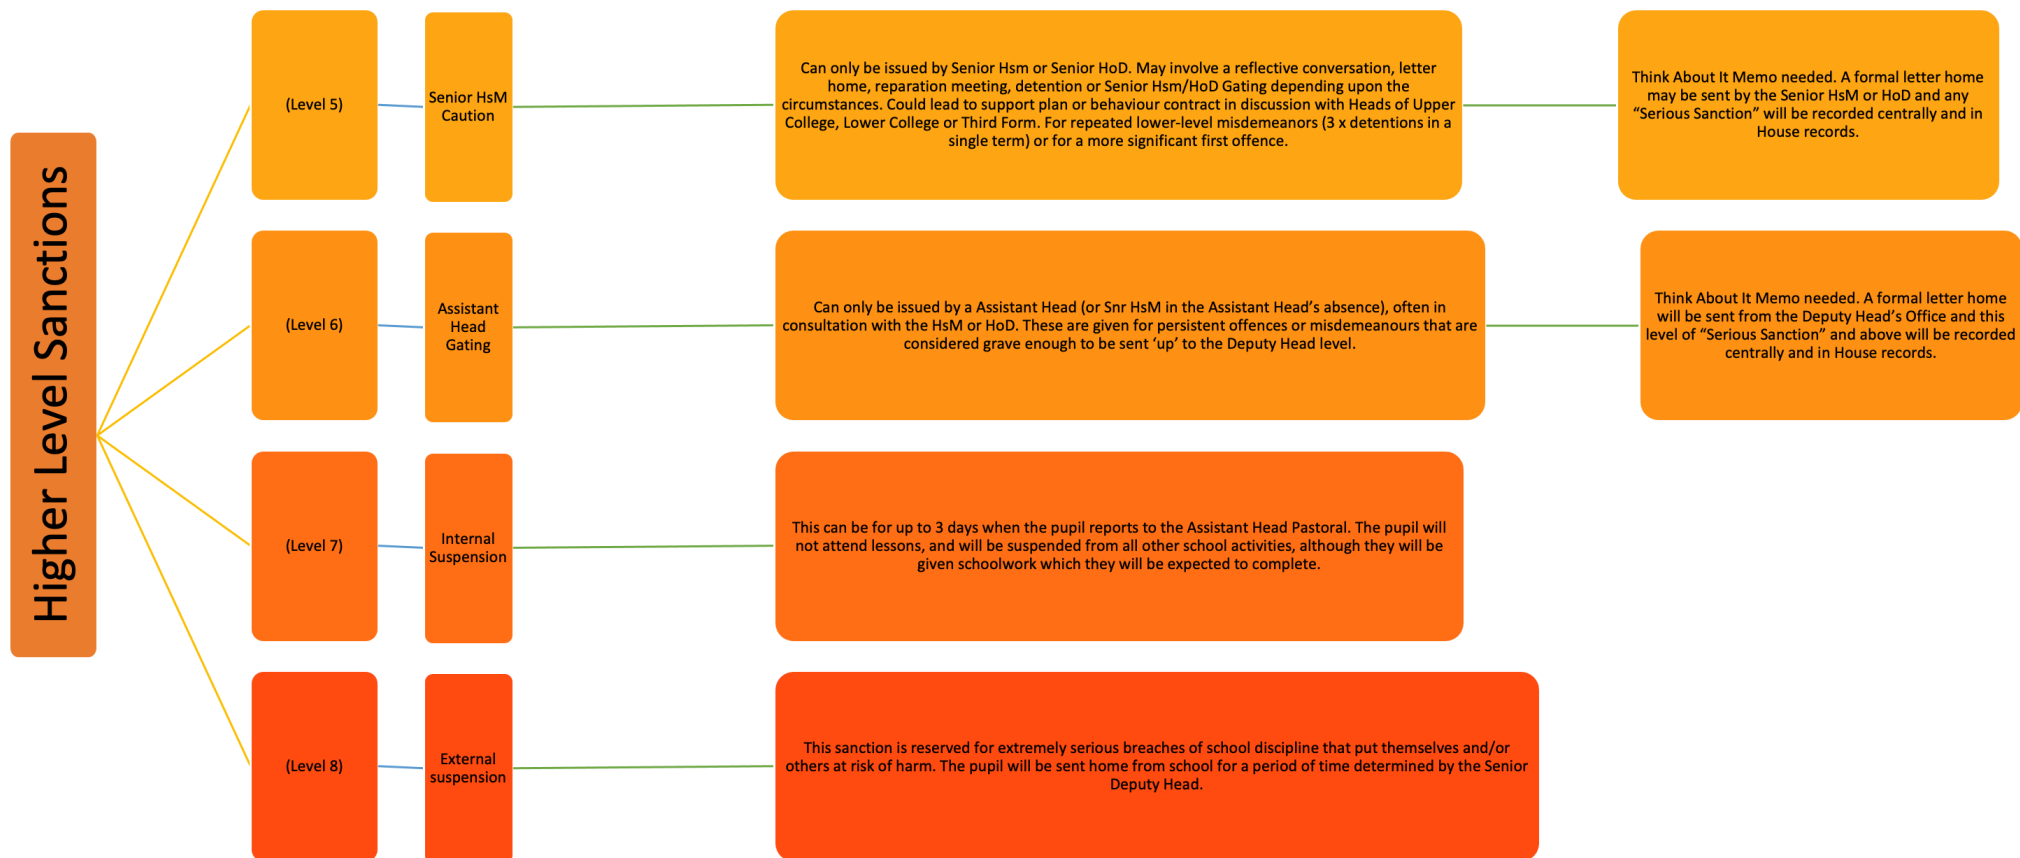 Higher Level Sanctions
(Level 5)
Senior HsM
Caution
Can only be issued by Senior Hsm or Senior HoD. May involve a reflective conversation, letter
home, reparation meeting, detention or Senior Hsm/HoD Gating depending upon the
circumstances. Could lead to support plan or behaviour contract in discussion with Heads of Upper
College, Lower College or Third Form. For repeated lower-level misdemeanors (3 x detentions in a
single term) or for a more significant first offence.
Think About It Memo needed. A formal letter home
may be sent by the Senior HsM or HoD and any
“Serious Sanction” will be recorded centrally and in
House records.
(Level 6)
Assistant
Head
Gating
Can only be issued by a Assistant Head (or Snr HsM in the Assistant Head’s absence), often in
consultation with the HsM or HoD. These are given for persistent offences or misdemeanours that are
considered grave enough to be sent ‘up’ to the Deputy Head level.
Think About It Memo needed. A formal letter home
will be sent from the Deputy Head’s Office and this
level of “Serious Sanction” and above will be recorded
centrally and in House records.
(Level 7)
Internal
Suspension
This can be for up to 3 days when the pupil reports to the Assistant Head Pastoral. The pupil will
not attend lessons, and will be suspended from all other school activities, although they will be
given schoolwork which they will be expected to complete.
(Level 8)
External
suspension
This sanction is reserved for extremely serious breaches of school discipline that put themselves and/or
others at risk of harm. The pupil will be sent home from school for a period of time determined by the Senior
Deputy Head.